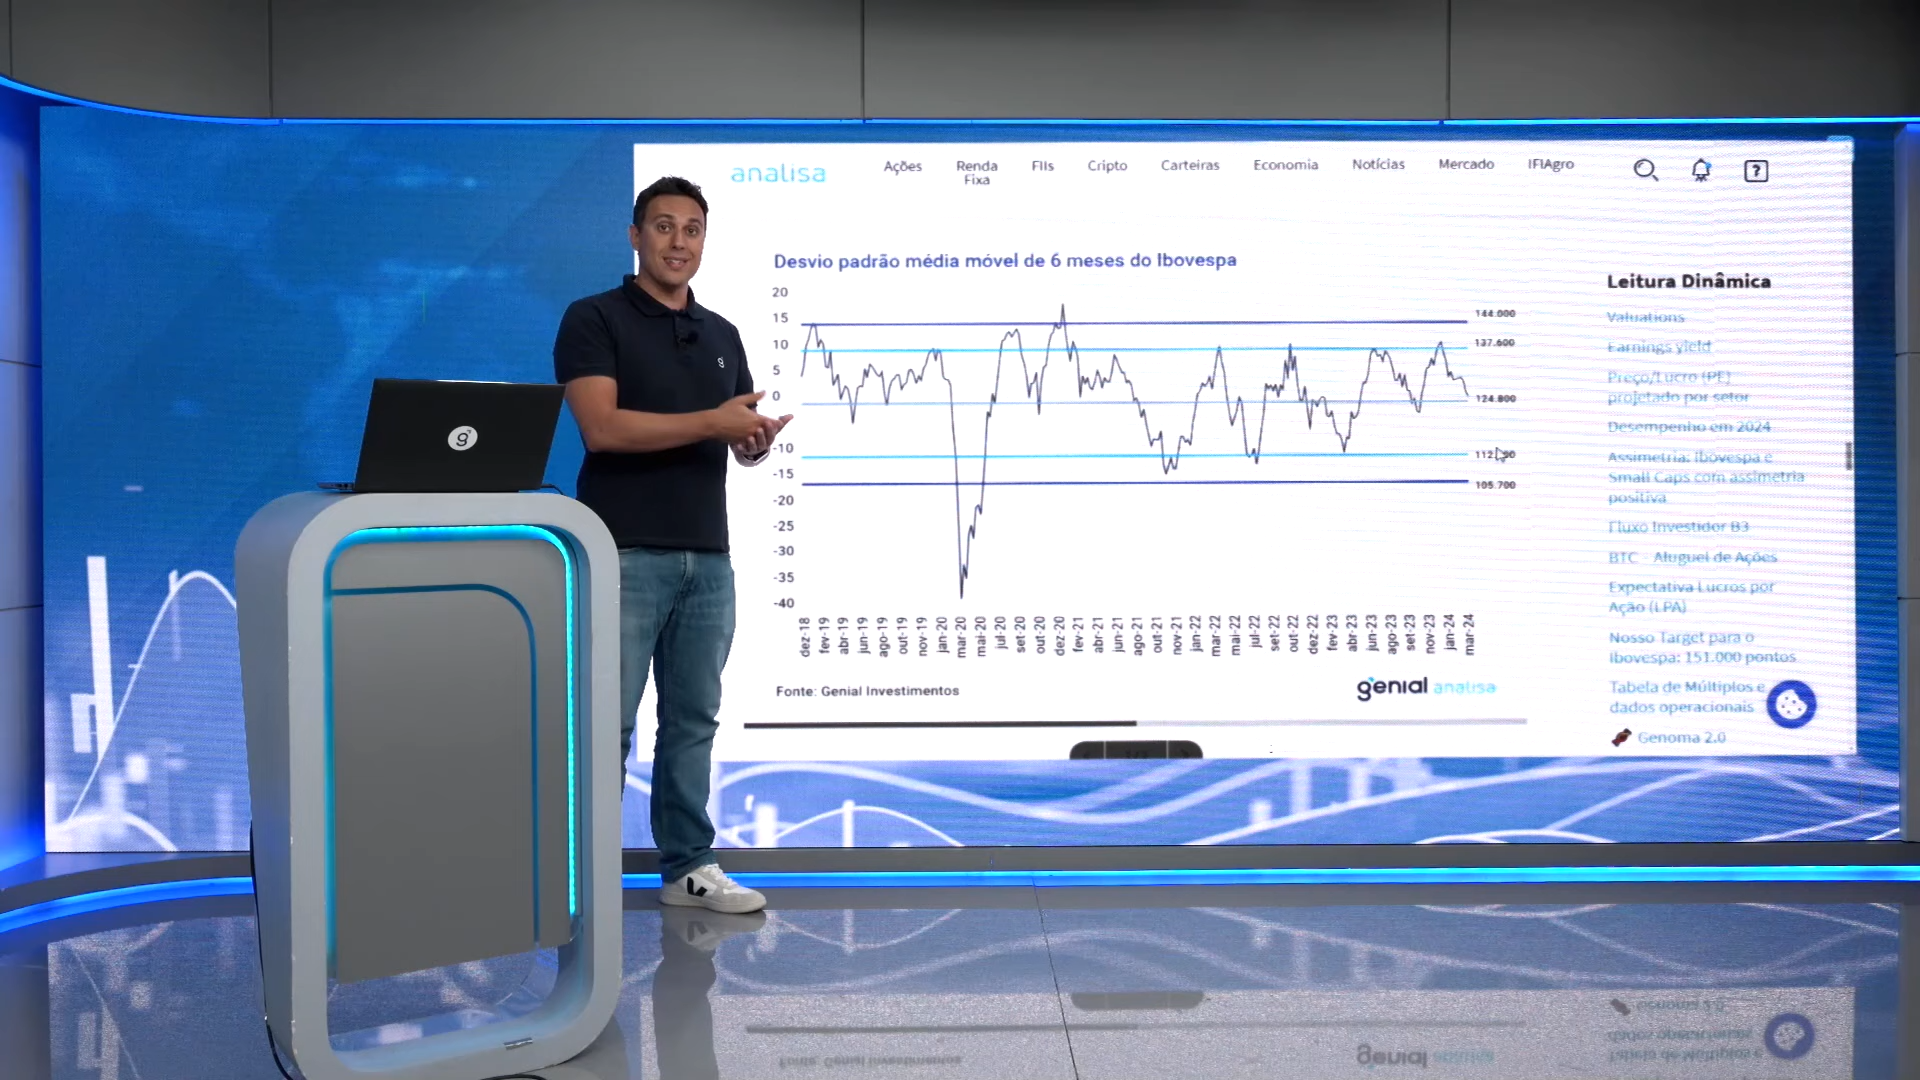 analisa
Ações
Renda
Fixa
FIIs
Cripto
Carteiras
Economia
Notícias
Mercado
IFIAgro
?
Desvio padrão média móvel de 6 meses do Ibovespa
20
15
10
5
0
-10
-15
-20
-25
-30
-35
-40
144.000
137.600
124.800
105.700
dez-18
fev-19
abr-19
jun-19
ago-19
out-19
nov-19
jan-20
mar-20
mai-20
jul-20
set-20
out-20
dez-20
fev-21
abr-21
jun-21
ago-21
out-21
nov-21
jan-22
mar-22
mai-22
jul-22
set-22
out-22
dez-22
fev-23
abr-23
jun-23
ago-23
set-23
nov-23
jan-24
mar-24
Fonte: Genial Investimentos
genial analisa
Leitura Dinâmica
Valuations
Earnings yield
Preço/Lucro (PE)
projetado por setor
Desempenho em 2024
Assimetria: Ibovespa e
Small Caps com assimetria
positiva
Fluxo Investidor B3
BTC - Aluguel de Ações
Expectativa Lucros por
Ação (LPA)
Nosso Target para o
Ibovespa: 151.000 pontos
Tabela de Múltiplos e
dados operacionais
Genoma 2.0
g
g